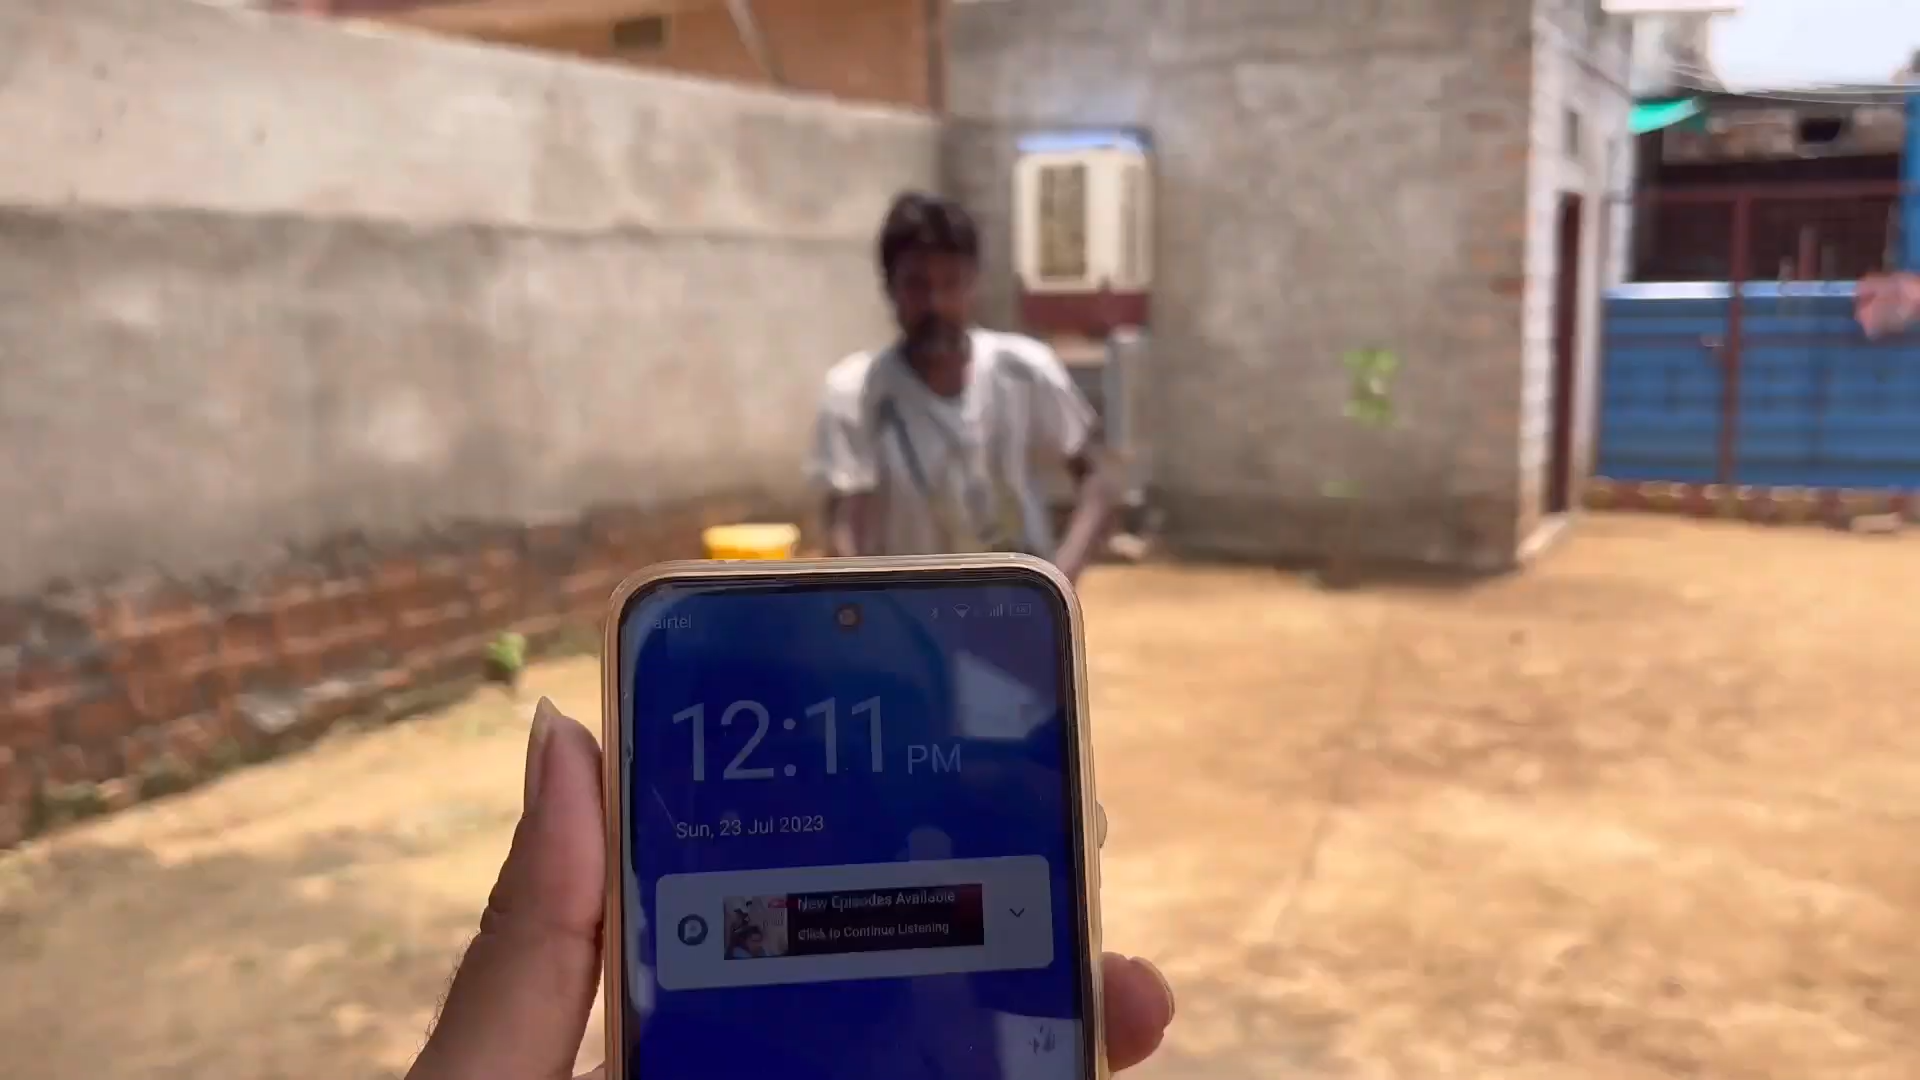 airtel
12:11 PM
Sun, 23 Jul 2023
New Episodes Available
Click to Continue Listening